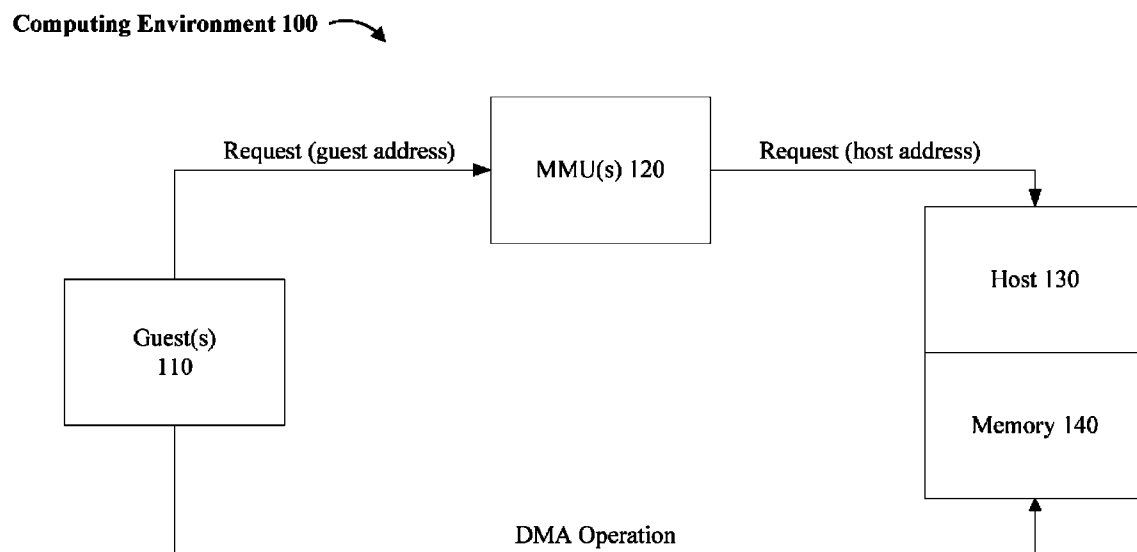 Computing Environment 100
Request (guest address)
MMU(s) 120
Request (host address)
Host 130
Guest(s)
110
Memory 140
DMA Operation